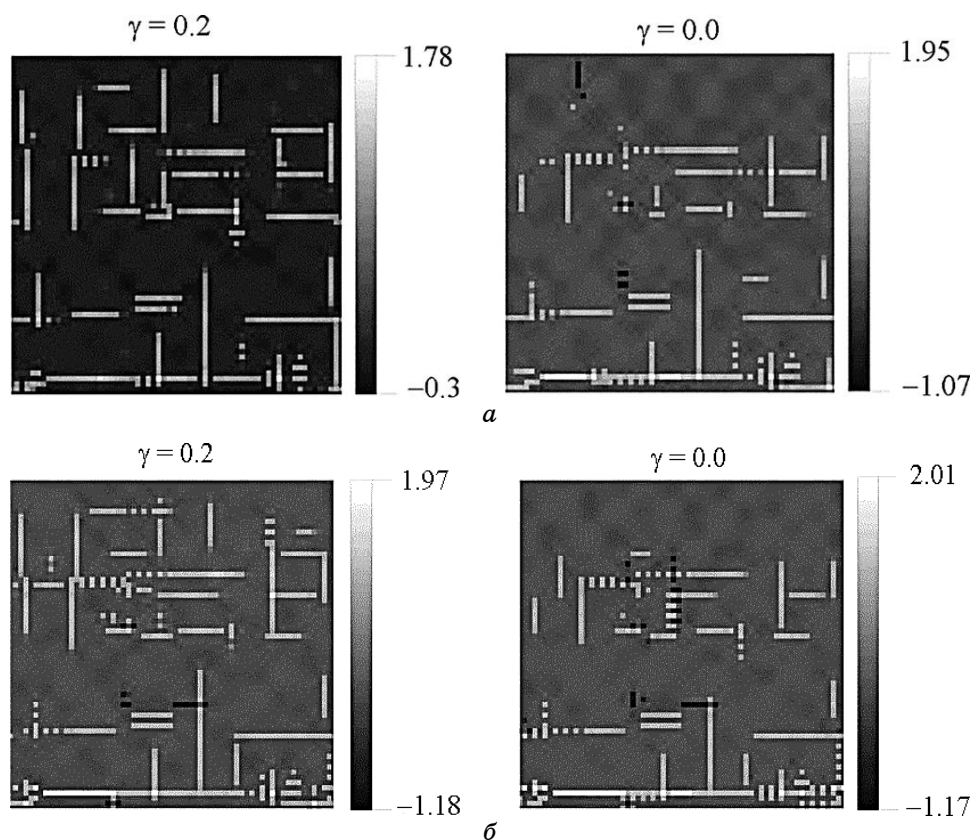 γ = 0.2
γ = 0.0
1.78
1.95
−0.3
−1.07
а
γ = 0.2
γ = 0.0
1.97
2.01
−1.18
−1.17
б